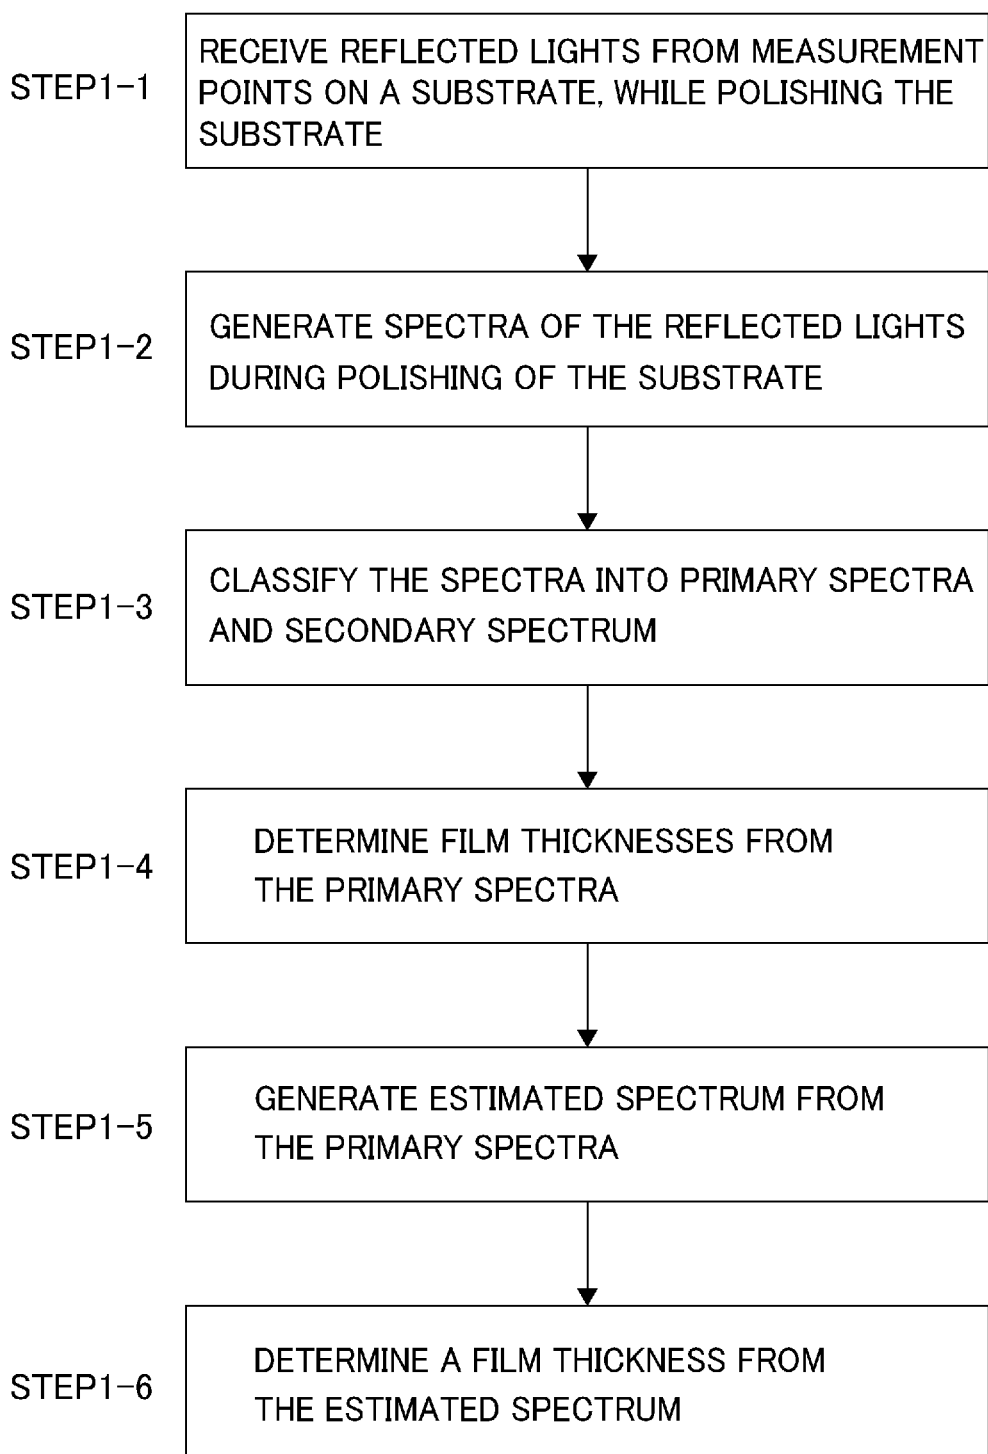 STEP1-1
RECEIVE REFLECTED LIGHTS FROM MEASUREMENT
POINTS ON A SUBSTRATE, WHILE POLISHING THE
SUBSTRATE
STEP1-2
GENERATE SPECTRA OF THE REFLECTED LIGHTS
DURING POLISHING OF THE SUBSTRATE
STEP1-3
CLASSIFY THE SPECTRA INTO PRIMARY SPECTRA
AND SECONDARY SPECTRUM
STEP1-4
DETERMINE FILM THICKNESSES FROM
THE PRIMARY SPECTRA
STEP1-5
GENERATE ESTIMATED SPECTRUM FROM
THE PRIMARY SPECTRA
STEP1-6
DETERMINE A FILM THICKNESS FROM
THE ESTIMATED SPECTRUM